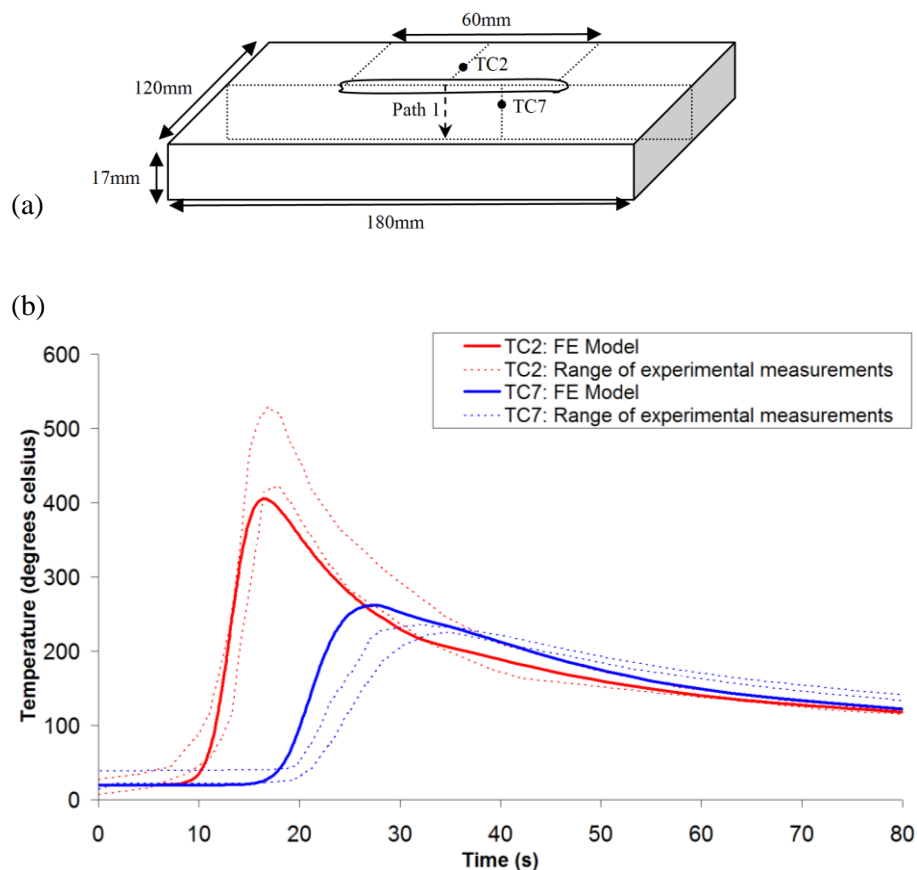 60mm
TC2
120mm
Path 1
TC7
17mm
(a)
180mm
(b)
TC2: FE Model
TC2: Range of experimental measurements
TC7: FE Model
TC7: Range of experimental measurements
Temperature (degrees celsius)
600
500
400
300
200
100
0
0 10 20 30 40 50 60 70 80
Time (s)